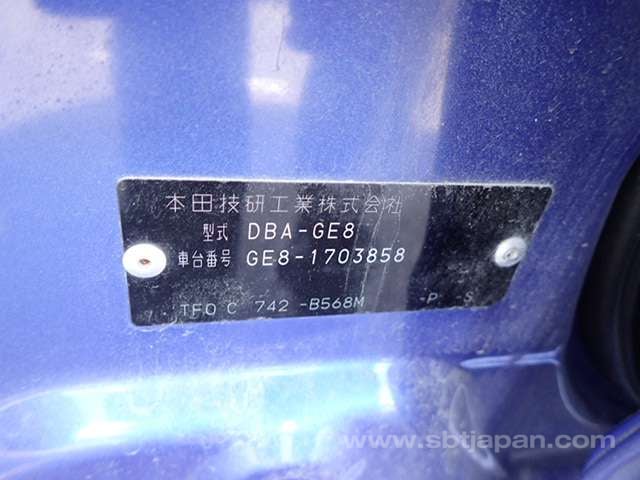 本田技研工業株式会社
型式 DBA-GE8
車台番号 GE8-1703858
TF0 C 742 -B568M -P S
www.sbtjapan.com